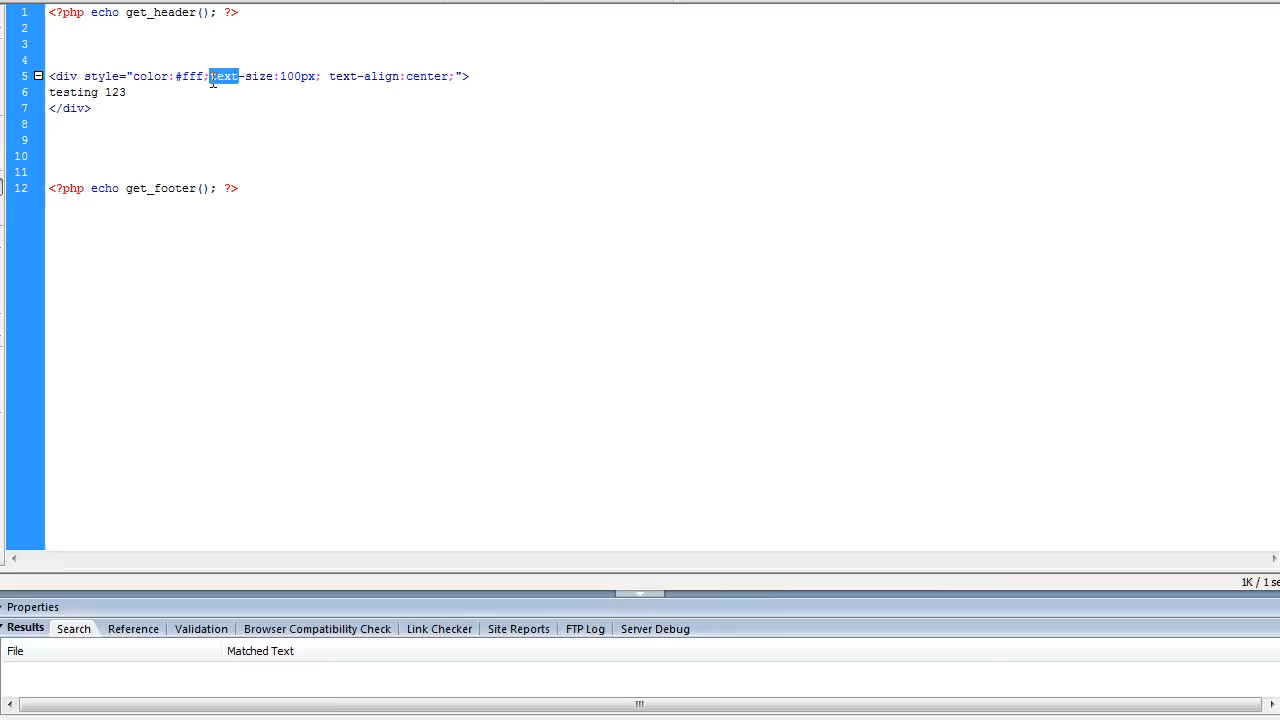 1 <?php echo get_header(); ?>
2
3
4
5 <div style="color:#fff;text-size:100px; text-align:center;">
6 testing 123
7 </div>
8
9
10
11
12 <?php echo get_footer(); ?>
1K / 1 se
Properties
Results Search Reference Validation Browser Compatibility Check Link Checker Site Reports FTP Log Server Debug
File Matched Text